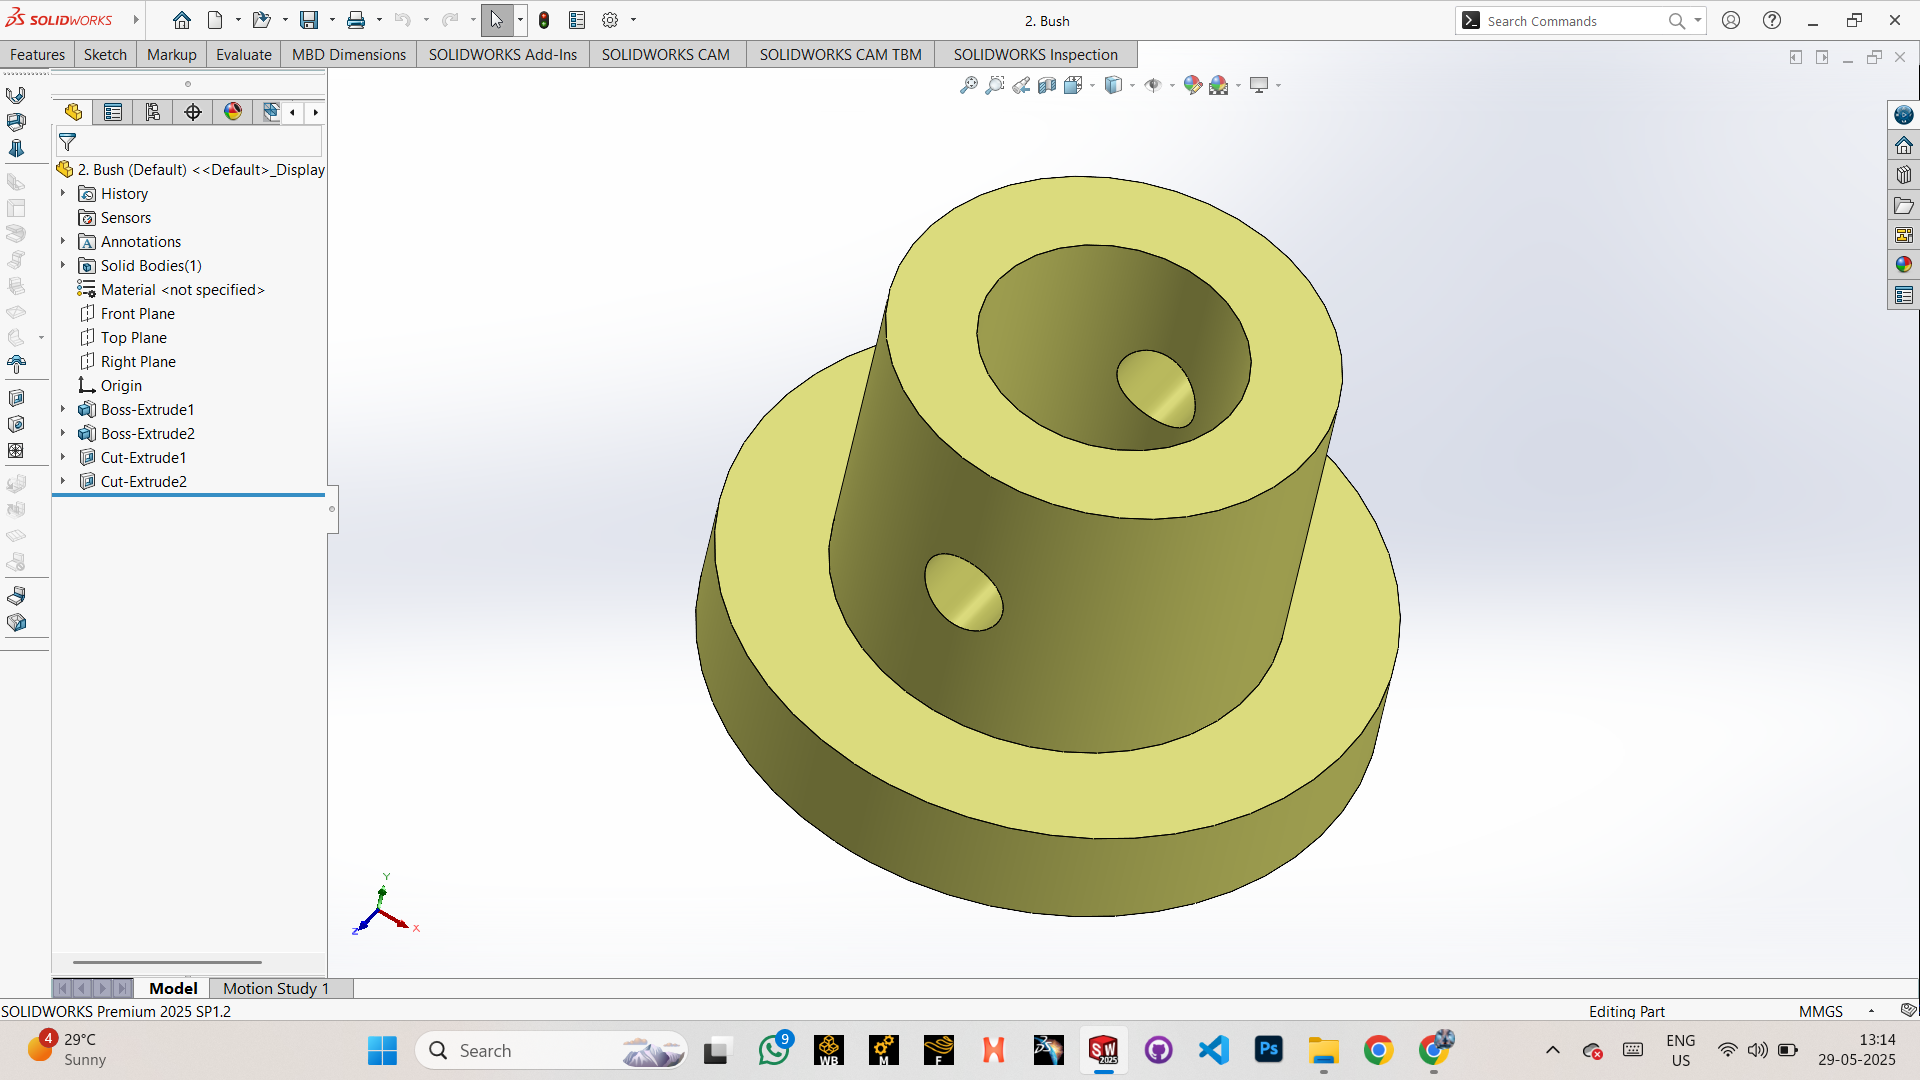 SOLIDWORKS
2. Bush
Search Commands
Features
Sketch
Markup
Evaluate
MBD Dimensions
SOLIDWORKS Add-Ins
SOLIDWORKS CAM
SOLIDWORKS CAM TBM
SOLIDWORKS Inspection
2. Bush (Default) <<Default>_Display
History
Sensors
Annotations
Solid Bodies(1)
Material <not specified>
Front Plane
Top Plane
Right Plane
Origin
Boss-Extrude1
Boss-Extrude2
Cut-Extrude1
Cut-Extrude2
Y
Z
X
Model
Motion Study 1
SOLIDWORKS Premium 2025 SP1.2
Editing Part
MMGS
4
29°C
Sunny
Search
9
WB
M
F
SW
2025
Ps
ENG
US
13:14
29-05-2025